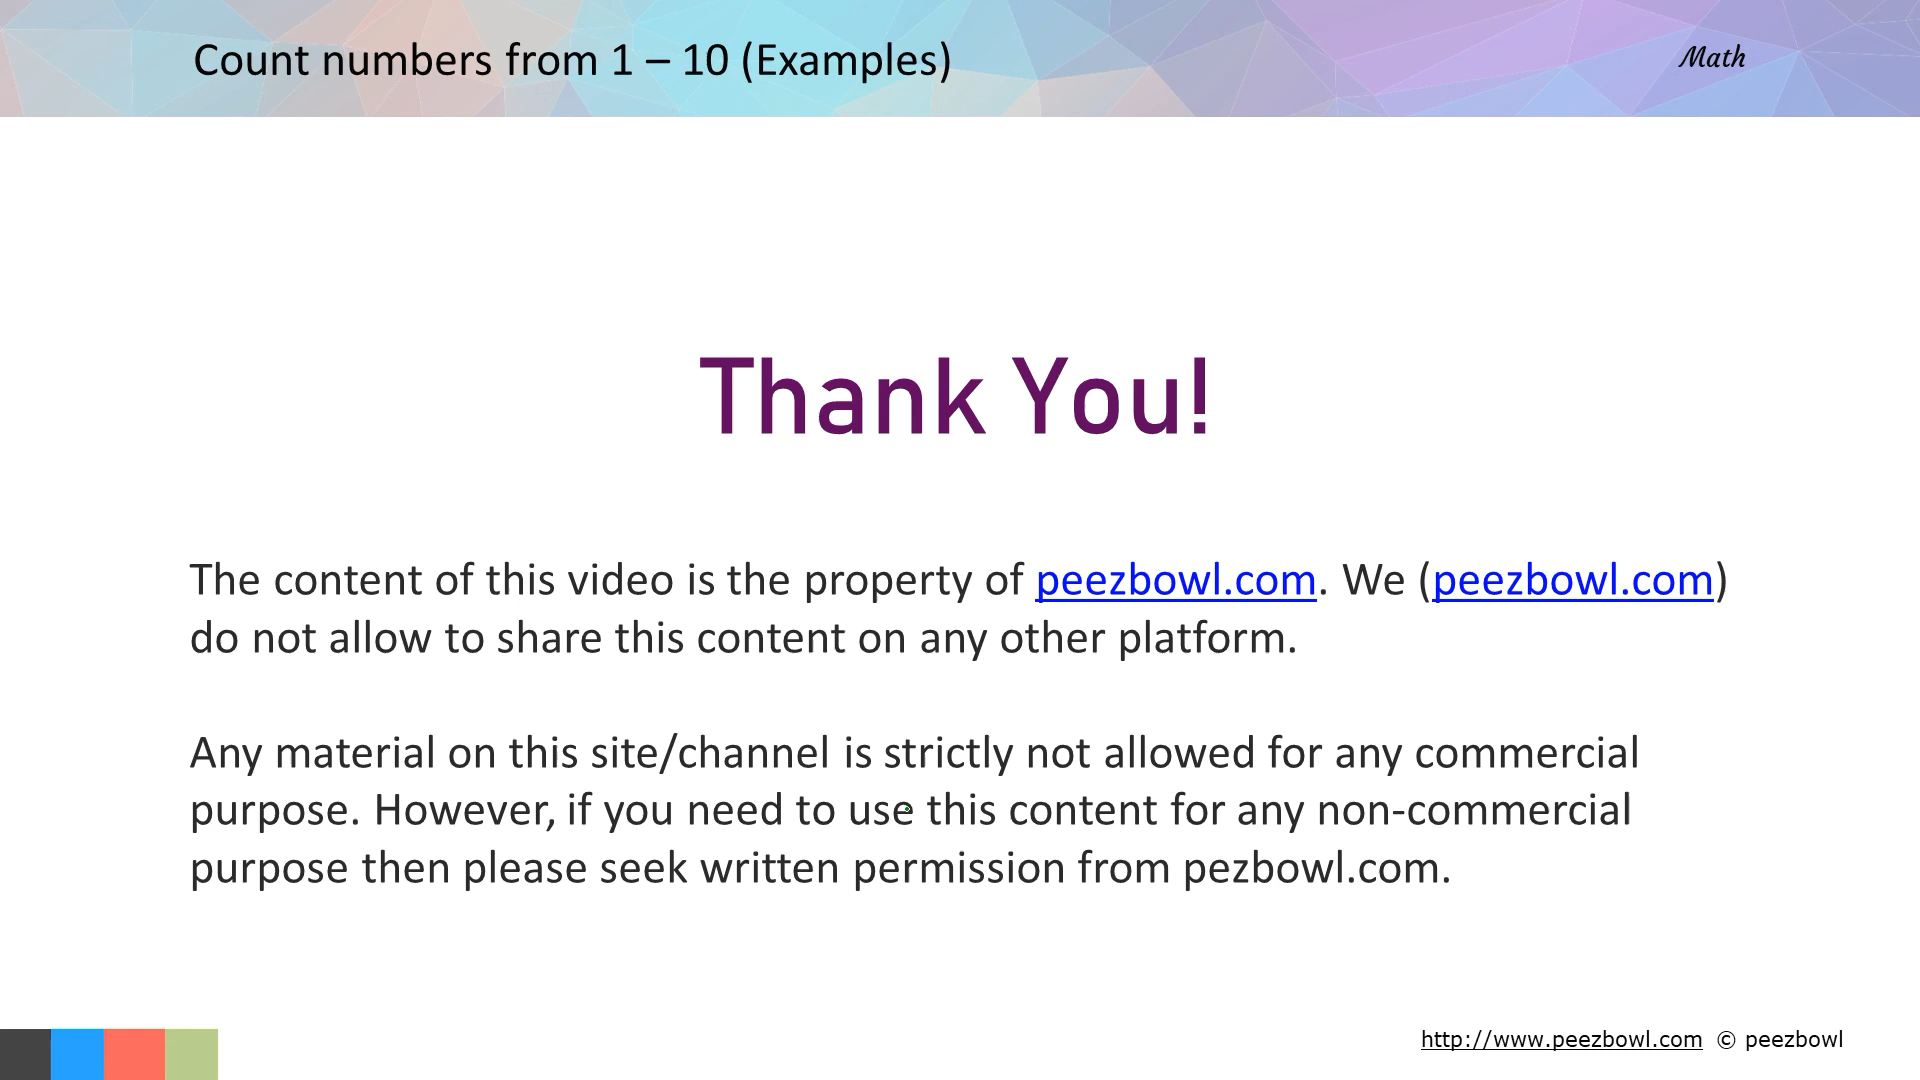 Count numbers from 1 – 10 (Examples)
Math
Thank You!
The content of this video is the property of peezbowl.com. We (peezbowl.com)
do not allow to share this content on any other platform.
Any material on this site/channel is strictly not allowed for any commercial
purpose. However, if you need to use this content for any non-commercial
purpose then please seek written permission from pezbowl.com.
http://www.peezbowl.com © peezbowl